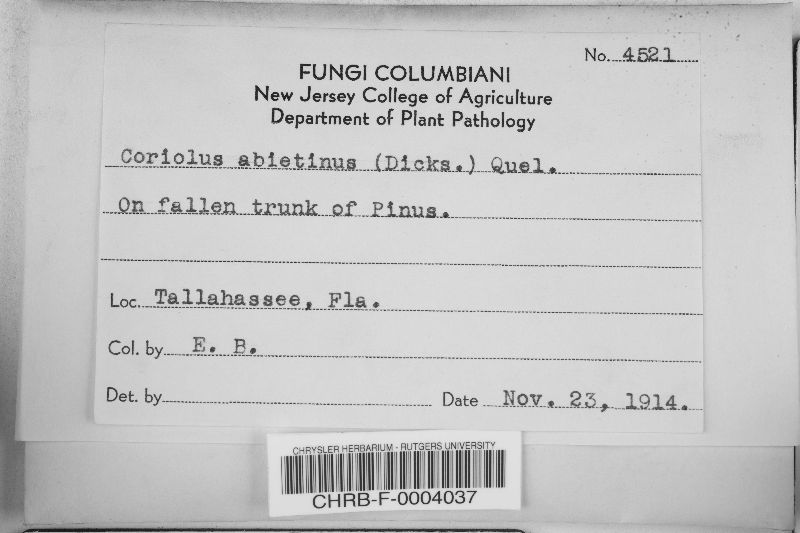 No. 4521
FUNGI COLUMBIANI
New Jersey College of Agriculture
Department of Plant Pathology
Coriolus abietinus (Dicks.) Quel.
On fallen trunk of Pinus.
Loc. Tallahassee, Fla.
Col. by E. B.
Det. by Date Nov. 23, 1914.
CHRYSLER HERBARIUM - RUTGERS UNIVERSITY
CHRB-F-0004037